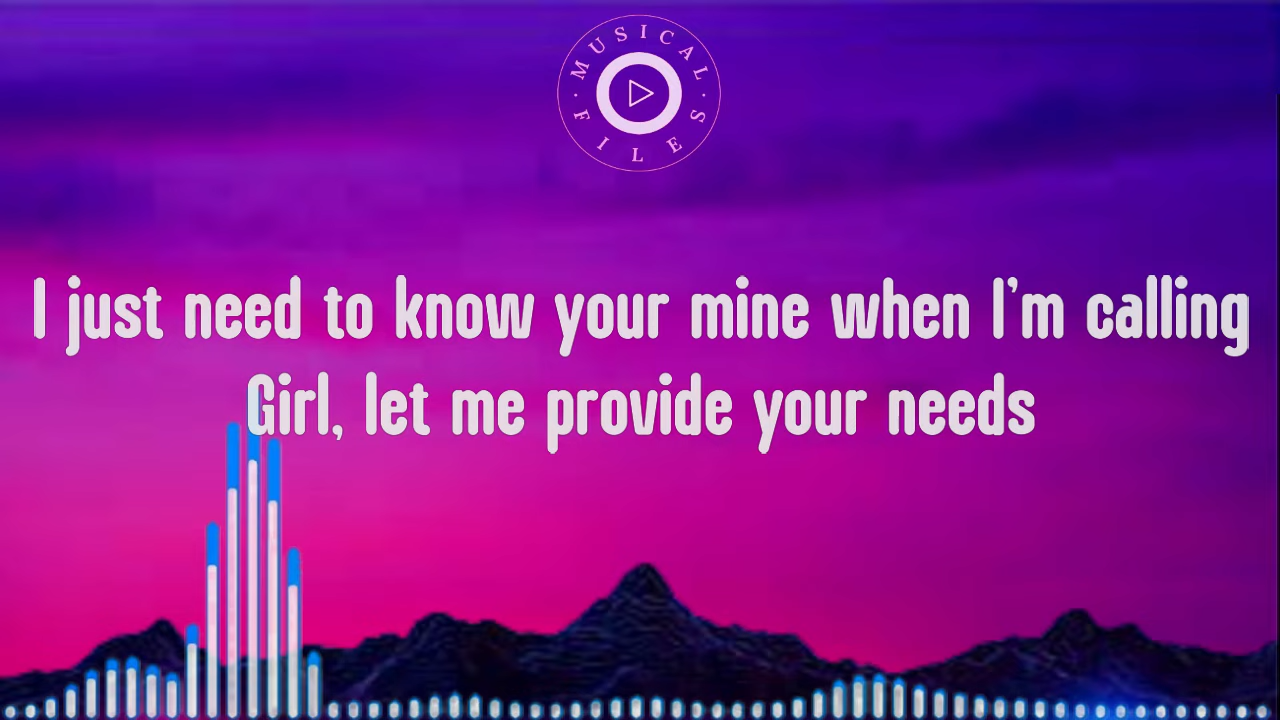 MUSICAL
FILES
I just need to know your mine when I'm calling
Girl, let me provide your needs